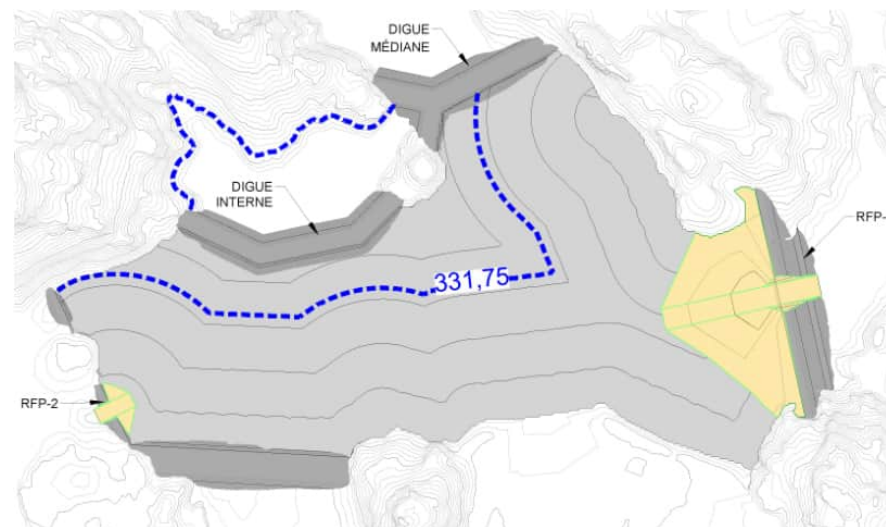 DIGUE
MÉDIANE
DIGUE
INTERNE
RFP-
331,75
RFP-2